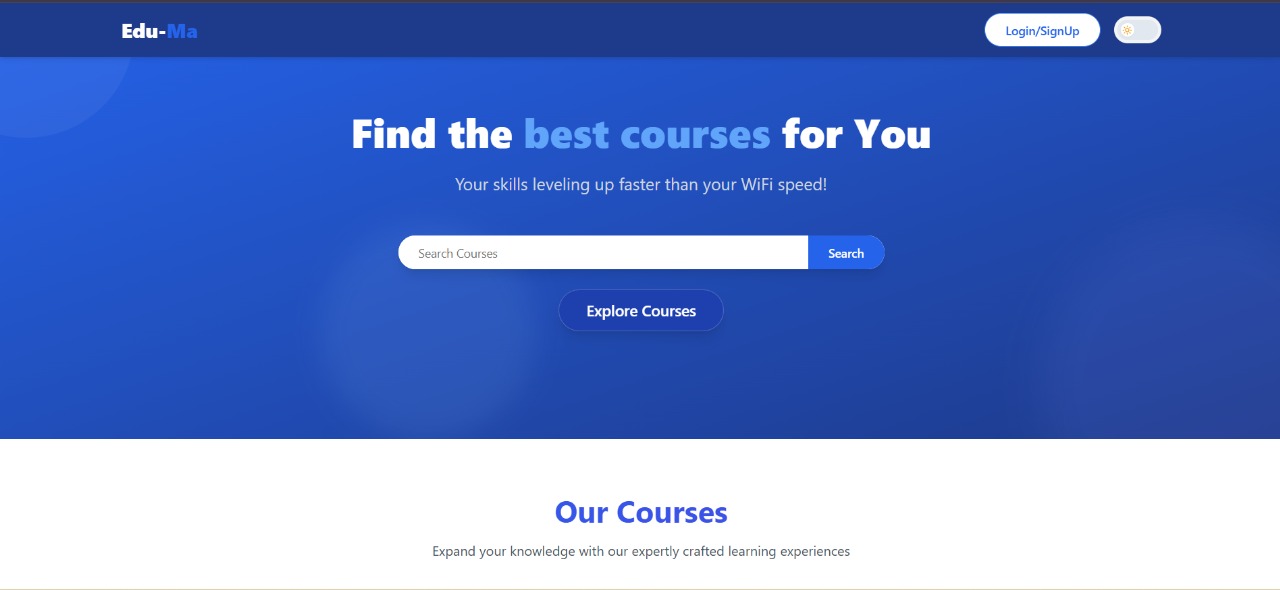 Edu-Ma
Login/SignUp
Find the best courses for You
Your skills leveling up faster than your WiFi speed!
Search Courses
Search
Explore Courses
Our Courses
Expand your knowledge with our expertly crafted learning experiences